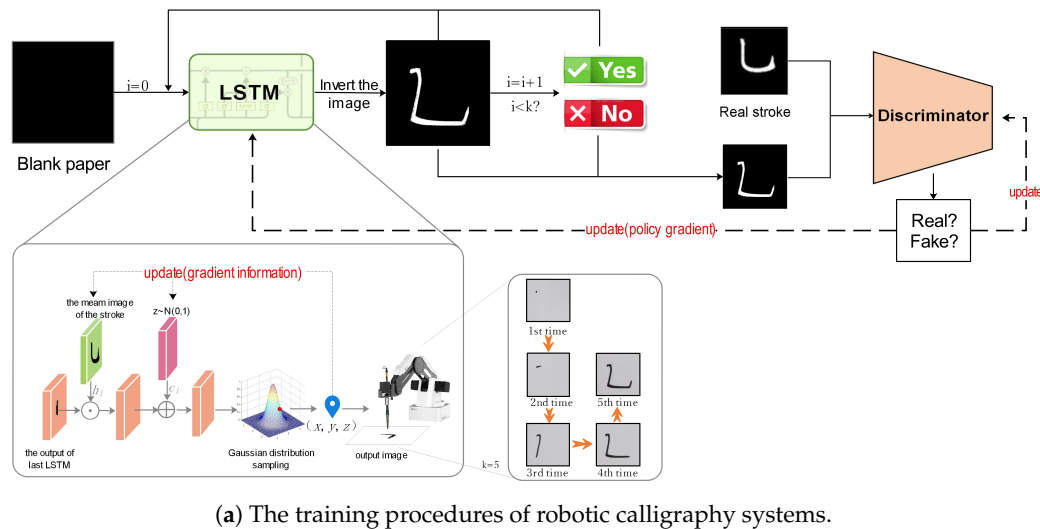 Blank paper
i=0
LSTM
Invert the
image
i=i+1
i<k?
Yes
No
Real stroke
Discriminator
update
Real?
Fake?
update(policy gradient)
update(gradient information)
the meam image
of the stroke
z~N(0,1)
h_i
c_i
the output of
last LSTM
Gaussian distribution
sampling
(x, y, z)
output image
k=5
1st time
2nd time
3rd time
4th time
5th time
(a) The training procedures of robotic calligraphy systems.